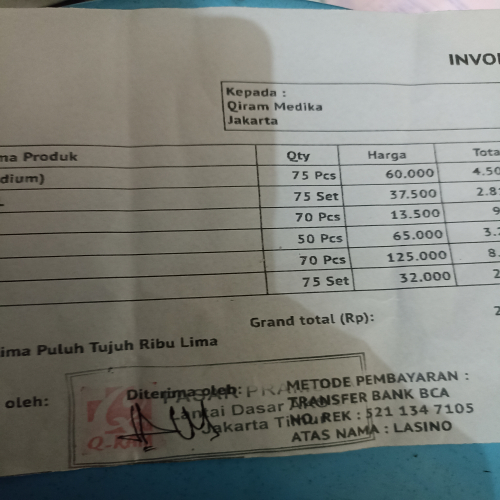 INVO
Kepada :
Qiram Medika
Jakarta
ma Produk Qty Harga Tota
dium) 75 Pcs 60.000 4.50
75 Set 37.500 2.81
70 Pcs 13.500 9
50 Pcs 65.000 3.
70 Pcs 125.000 8.
75 Set 32.000 2
Grand total (Rp): 2
ima Puluh Tujuh Ribu Lima
oleh:
Diterima oleh:
PASAR PRAM
Lantai Dasar
Jakarta Timur
METODE PEMBAYARAN :
TRANSFER BANK BCA
NO. REK : 521 134 7105
ATAS NAMA : LASINO